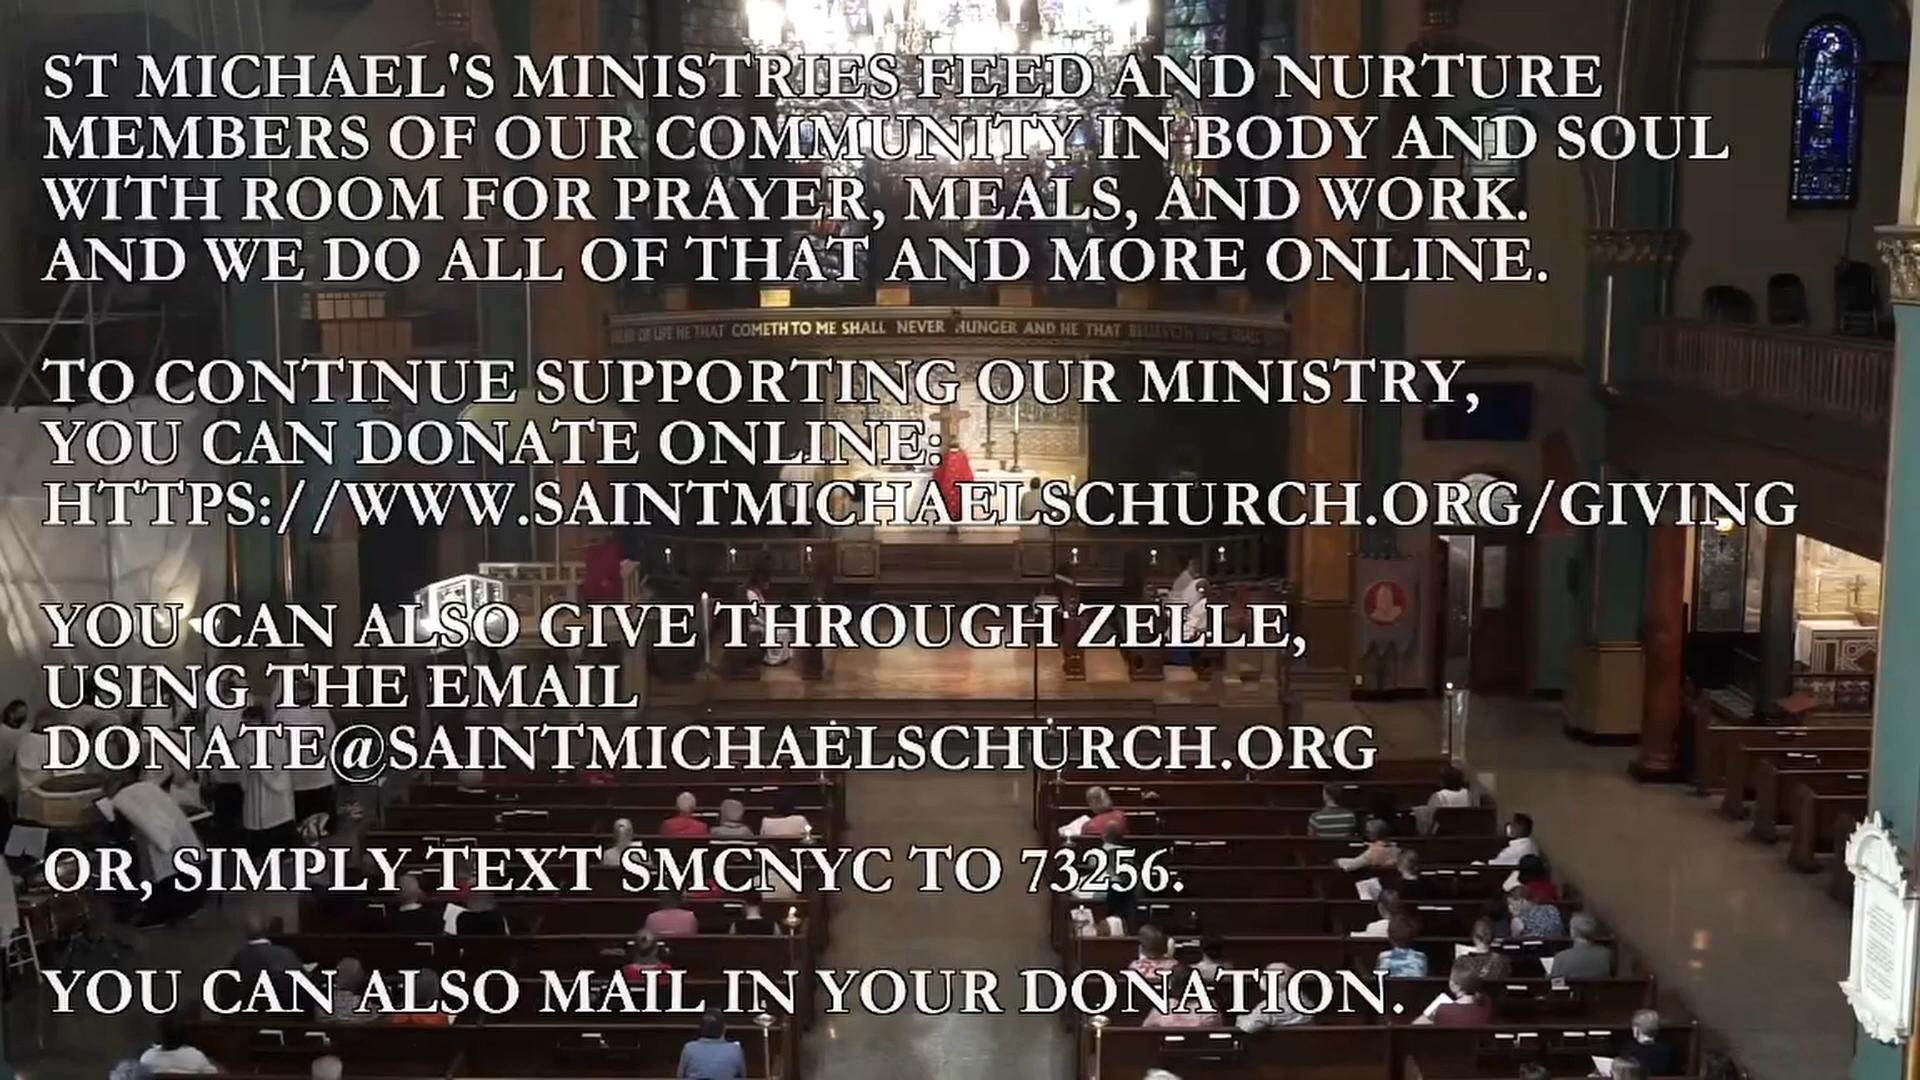 ST MICHAEL'S MINISTRIES FEED AND NURTURE
MEMBERS OF OUR COMMUNITY IN BODY AND SOUL
WITH ROOM FOR PRAYER, MEALS, AND WORK.
AND WE DO ALL OF THAT AND MORE ONLINE.
OF LIFE HE THAT COMETH TO ME SHALL NEVER HUNGER AND HE THAT
TO CONTINUE SUPPORTING OUR MINISTRY,
YOU CAN DONATE ONLINE:
HTTPS://WWW.SAINTMICHAELSCHURCH.ORG/GIVING
YOU CAN ALSO GIVE THROUGH ZELLE,
USING THE EMAIL
DONATE@SAINTMICHAELSCHURCH.ORG
OR, SIMPLY TEXT SMCNYC TO 73256.
YOU CAN ALSO MAIL IN YOUR DONATION.